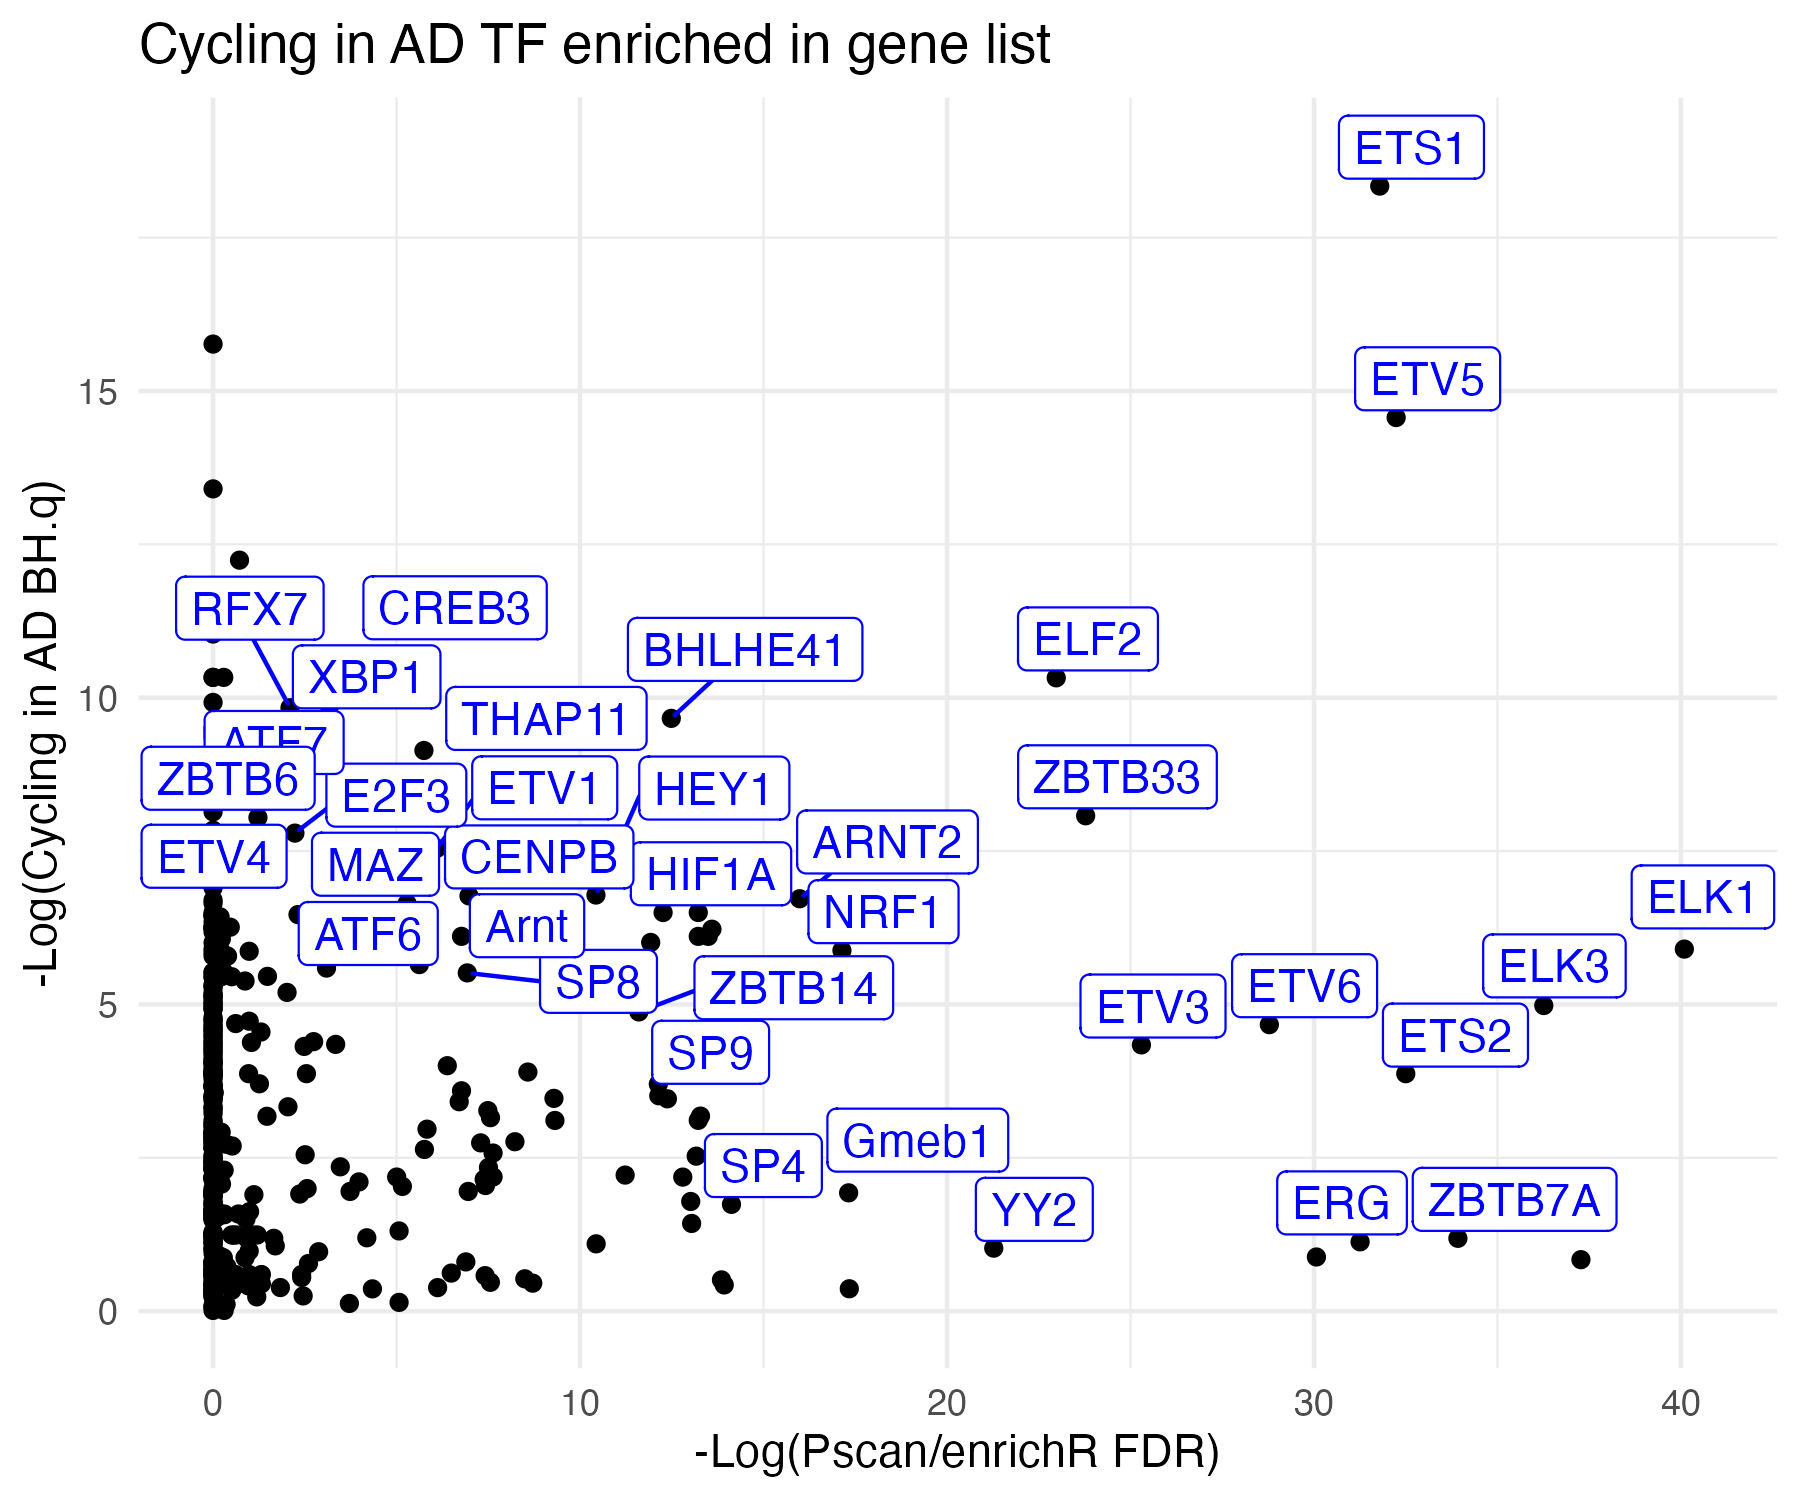 Cycling in AD TF enriched in gene list
ETS1
ETV5
15
RFX7
CREB3
BHLHE41
ELF2
XBP1
10
THAP11
ATF7
ZBTB6
E2F3
ETV1
HEY1
ZBTB33
ETV4
MAZ
CENPB
HIF1A
ARNT2
NRF1
ELK1
ATF6
Arnt
SP8
ZBTB14
ETV3
ETV6
ELK3
ETS2
5
SP9
Gmeb1
SP4
YY2
ERG
ZBTB7A
0
-Log(Cycling in AD BH.q)
0 10 20 30 40
-Log(Pscan/enrichR FDR)